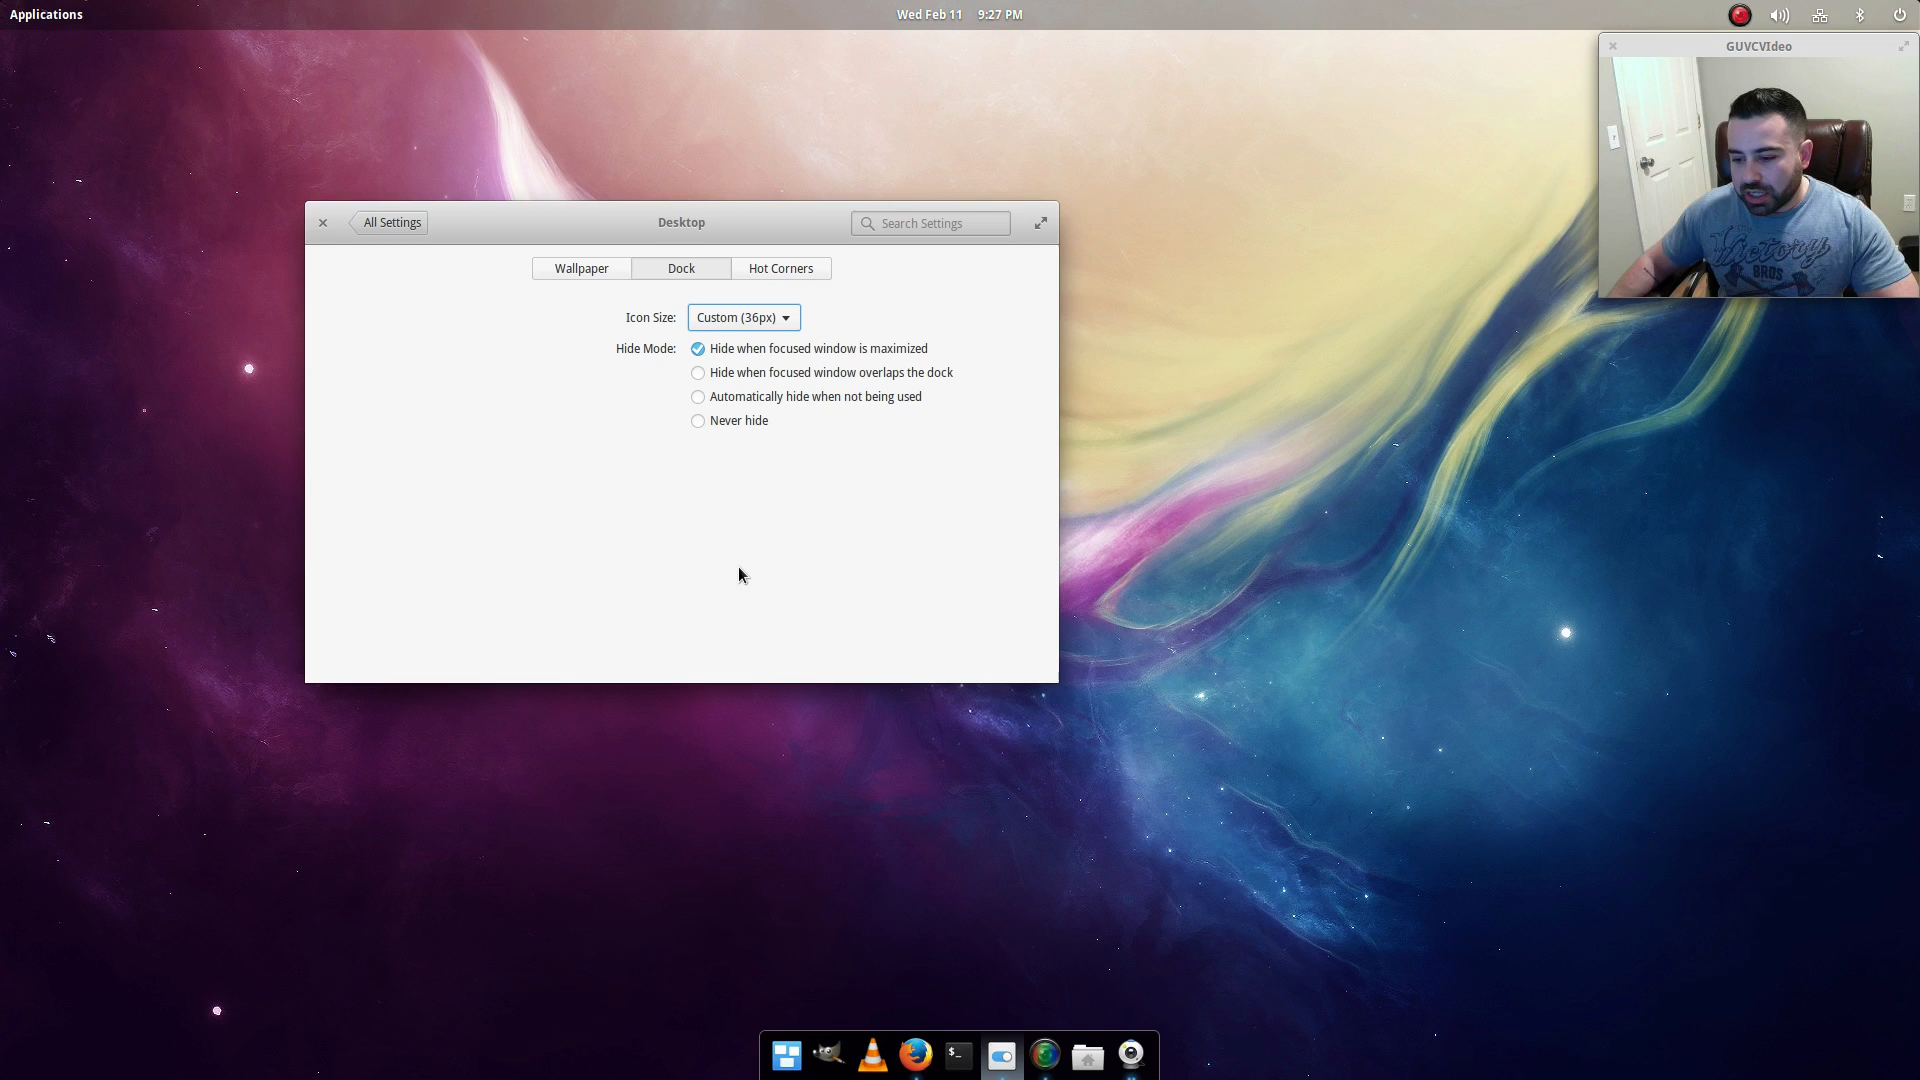 Applications
Wed Feb 11 9:27 PM
GUVCVIdeo
Victory
BROS
All Settings
Desktop
Search Settings
Wallpaper
Dock
Hot Corners
Icon Size: Custom (36px)
Hide Mode: Hide when focused window is maximized
Hide when focused window overlaps the dock
Automatically hide when not being used
Never hide
$_